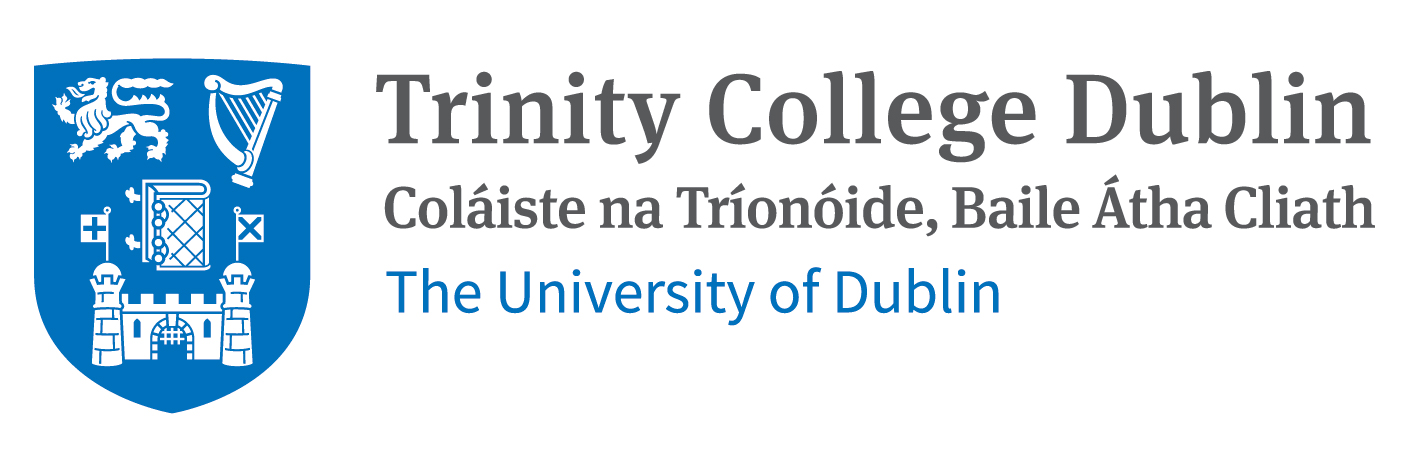 Trinity College Dublin
Coláiste na Tríonóide, Baile Átha Cliath
The University of Dublin